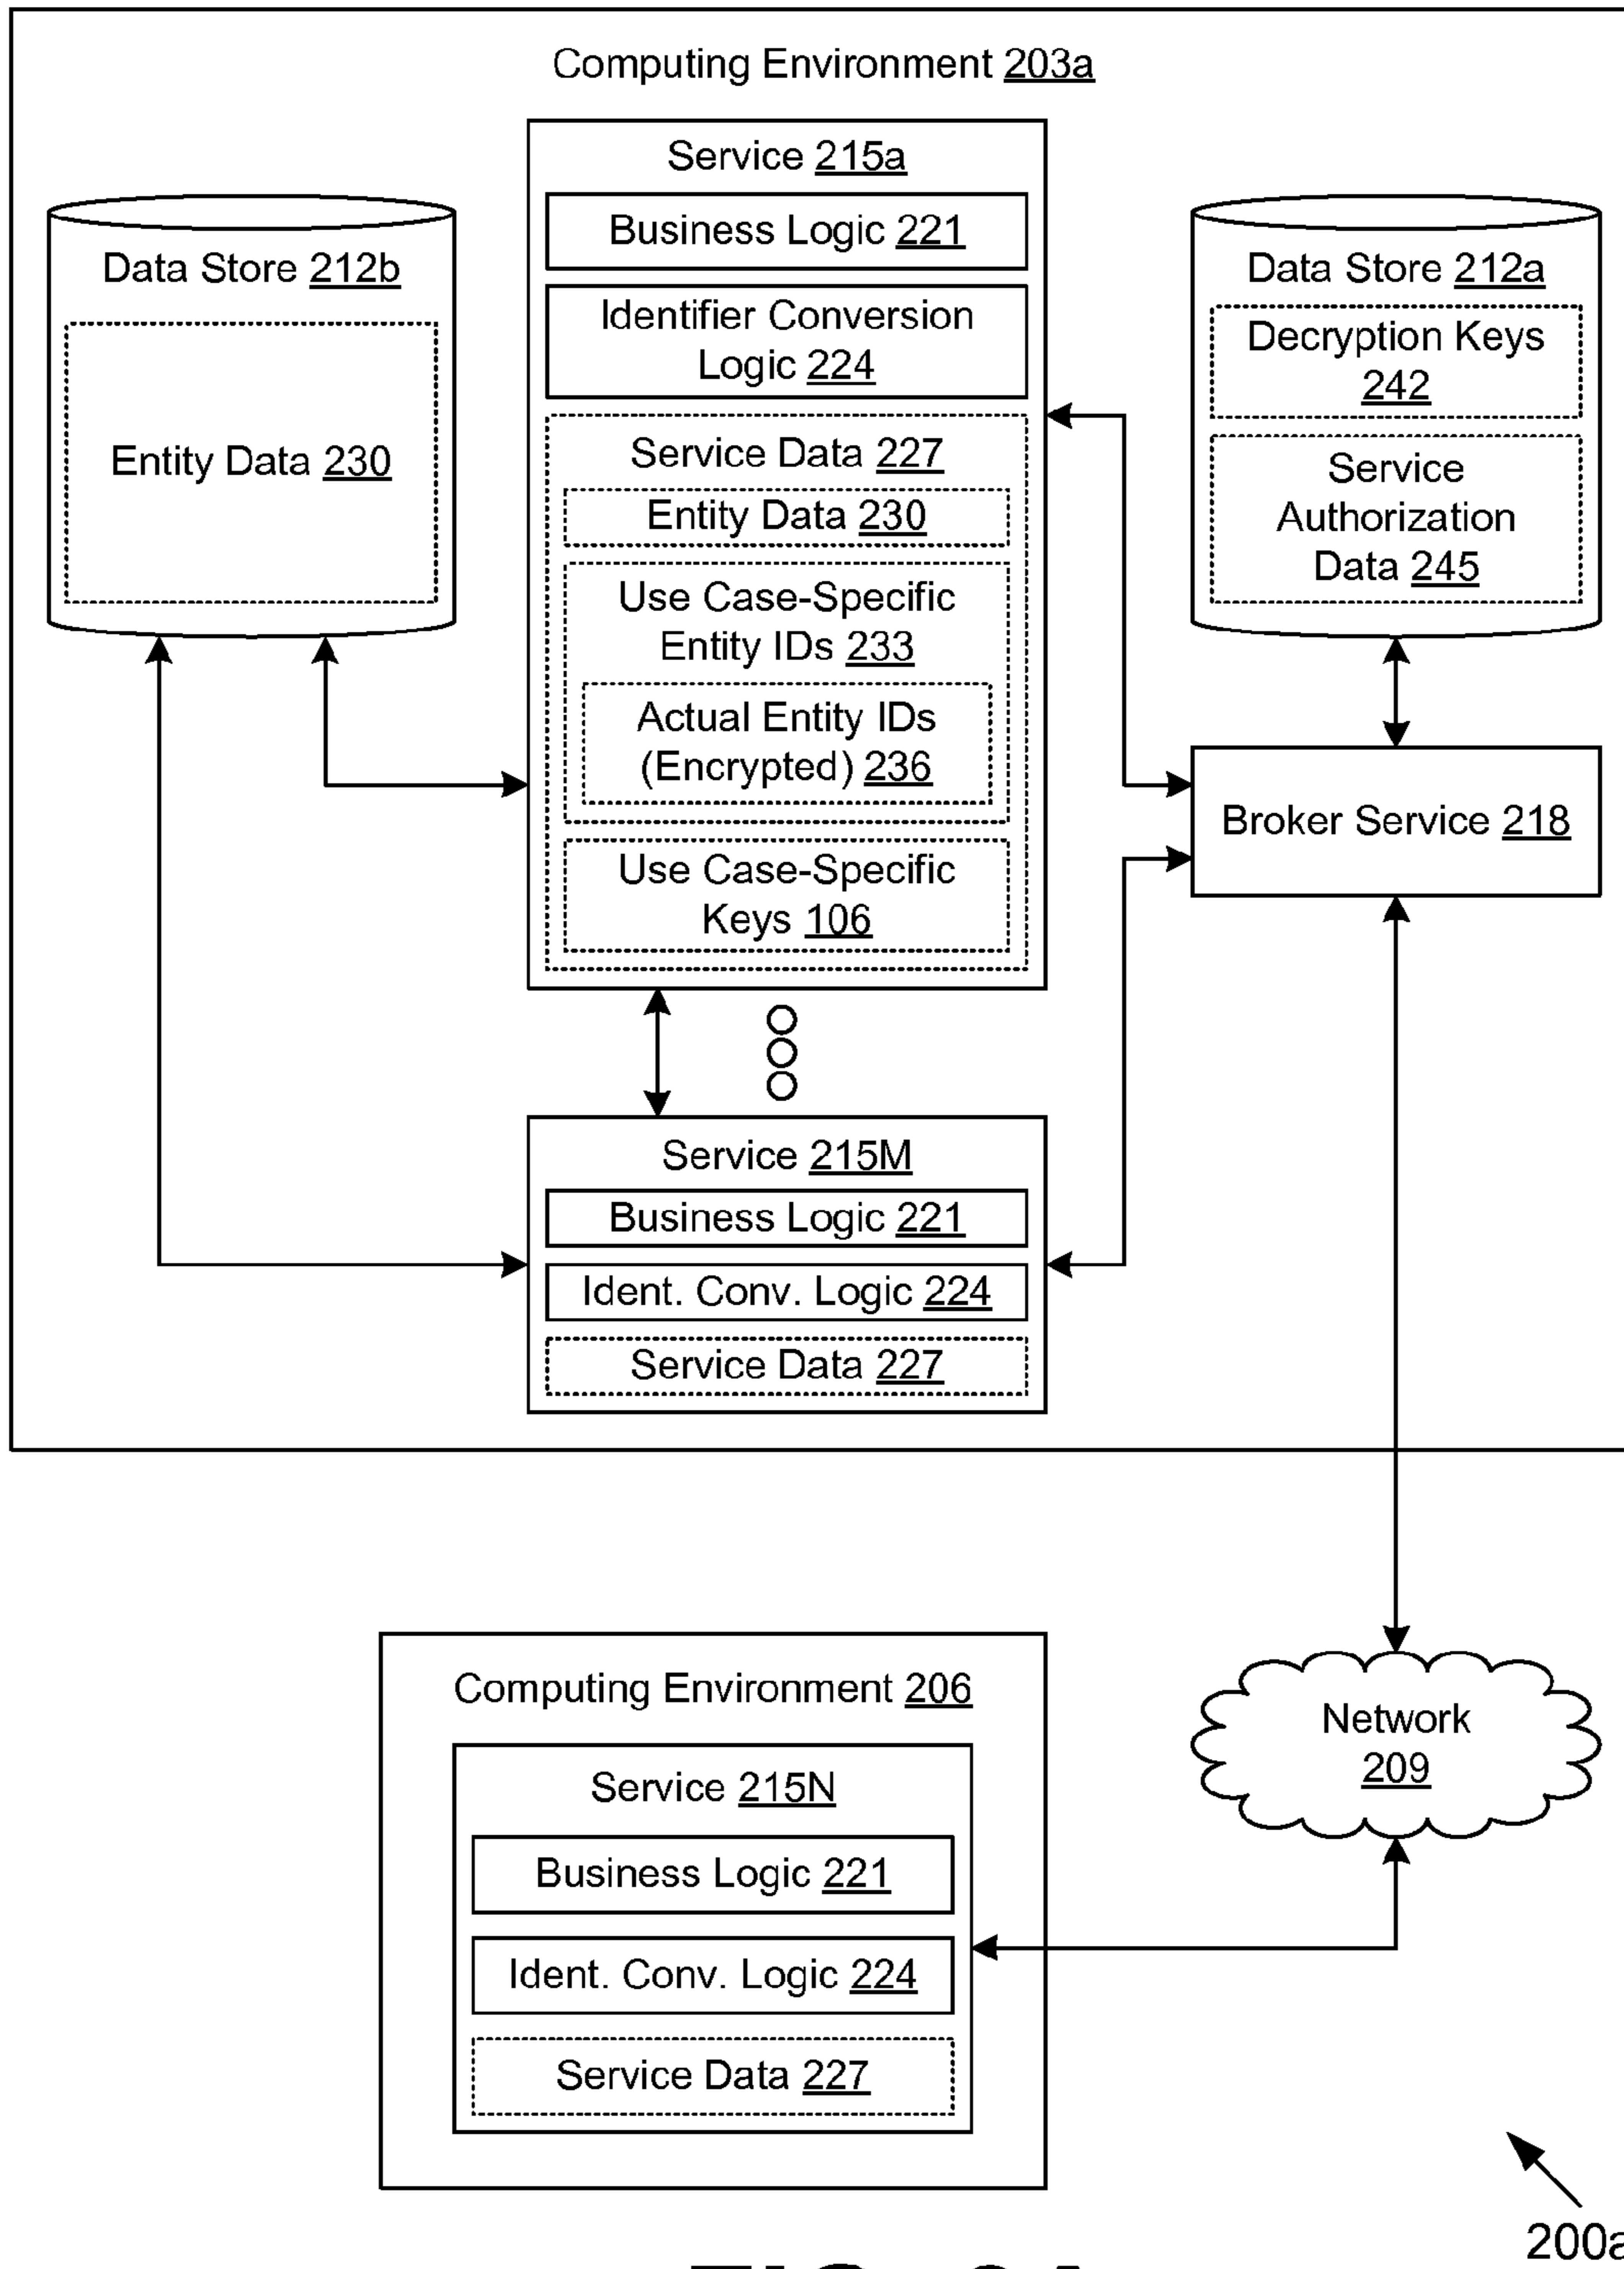 Computing Environment 203a
Data Store 212b
Entity Data 230
Service 215a
Business Logic 221
Identifier Conversion
Logic 224
Service Data 227
Entity Data 230
Use Case-Specific
Entity IDs 233
Actual Entity IDs
(Encrypted) 236
Use Case-Specific
Keys 106
Data Store 212a
Decryption Keys
242
Service
Authorization
Data 245
Broker Service 218
Service 215M
Business Logic 221
Ident. Conv. Logic 224
Service Data 227
Computing Environment 206
Service 215N
Business Logic 221
Ident. Conv. Logic 224
Service Data 227
Network
209
200a